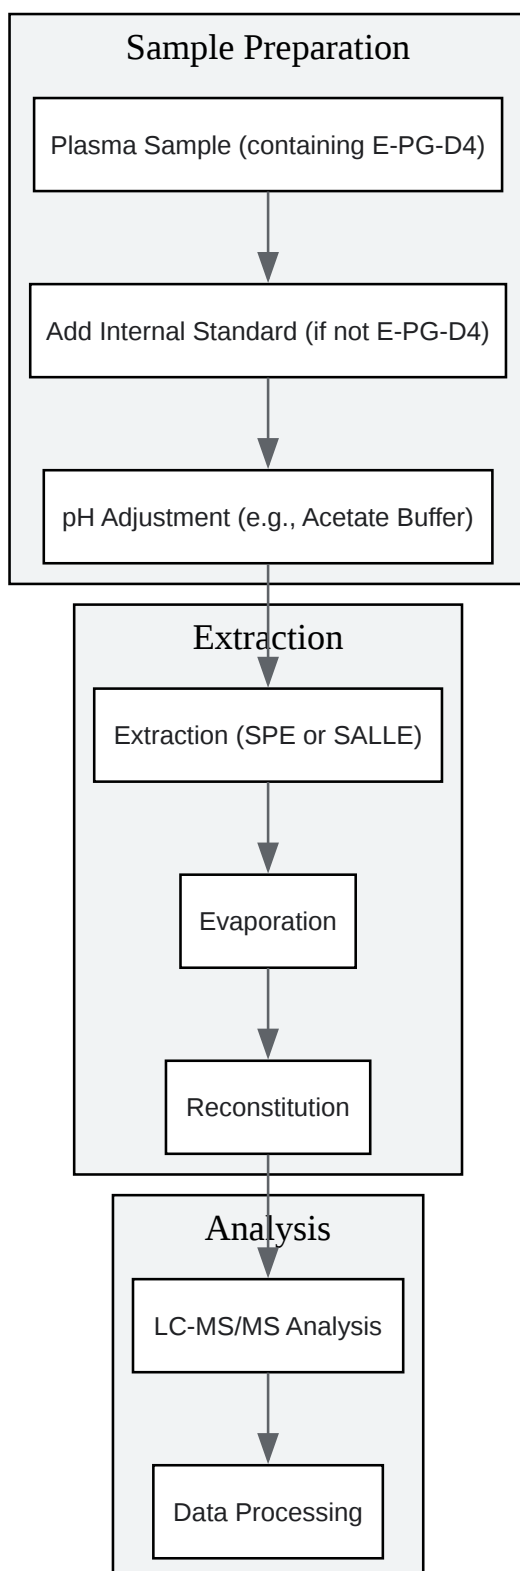 Sample Preparation
Plasma Sample (containing E-PG-D4)
Add Internal Standard (if not E-PG-D4)
pH Adjustment (e.g., Acetate Buffer)
Extraction
Extraction (SPE or SALLE)
Evaporation
Reconstitution
Analysis
LC-MS/MS Analysis
Data Processing